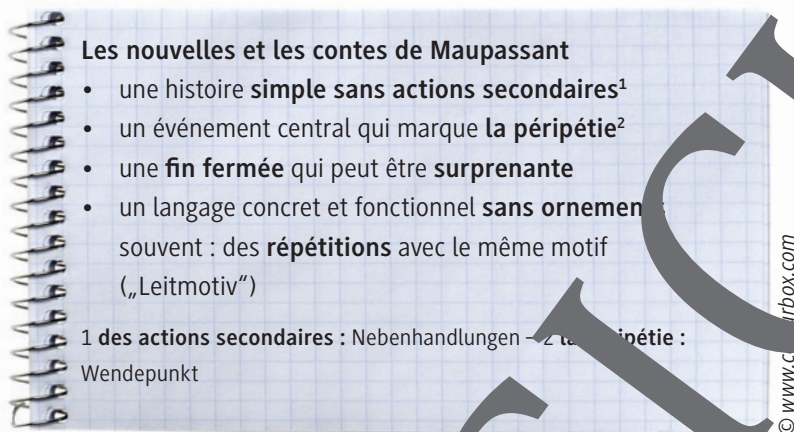 Les nouvelles et les contes de Maupassant
• une histoire simple sans actions secondaires¹
• un événement central qui marque la péripétie²
• une fin fermée qui peut être surprenante
• un langage concret et fonctionnel sans ornements
souvent : des répétitions avec le même motif
(„Leitmotiv“)
1 des actions secondaires : Nebenhandlungen – 2 :
Wendepunkt
© www.